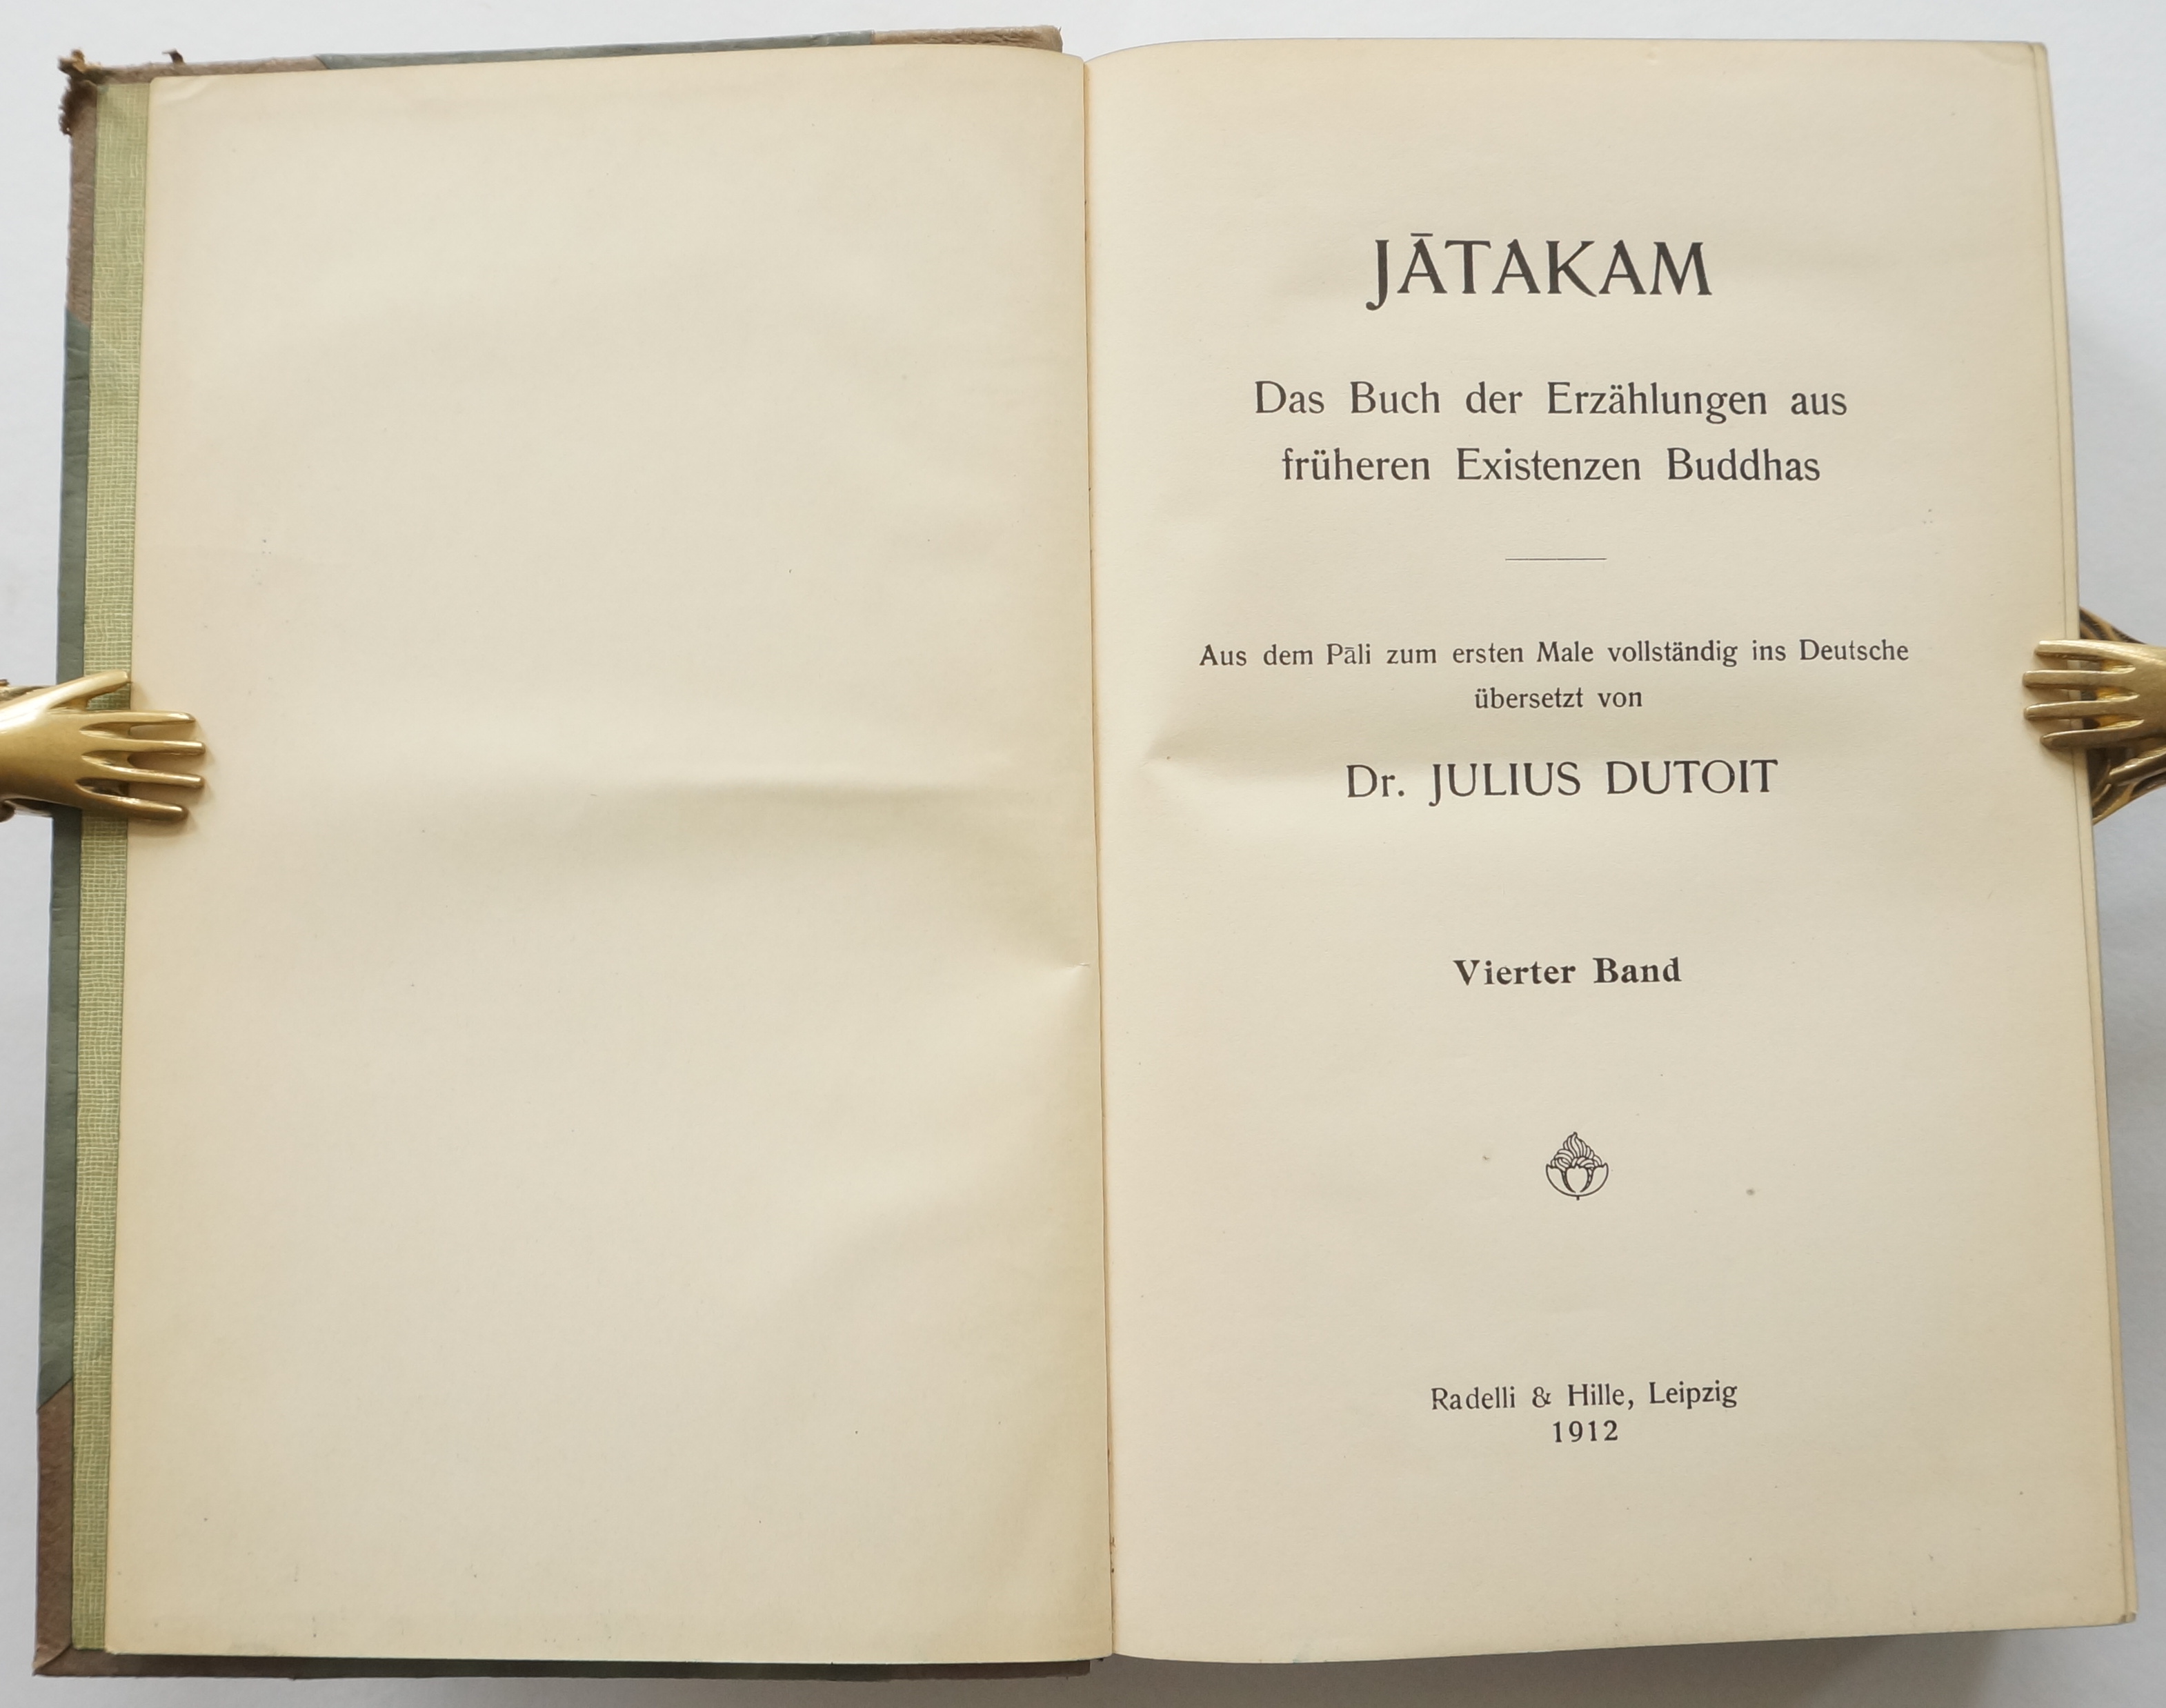 JĀTAKAM
Das Buch der Erzählungen aus
früheren Existenzen Buddhas
Aus dem Pāli zum ersten Male vollständig ins Deutsche
übersetzt von
Dr. JULIUS DUTOIT
Vierter Band
Radelli & Hille, Leipzig
1912